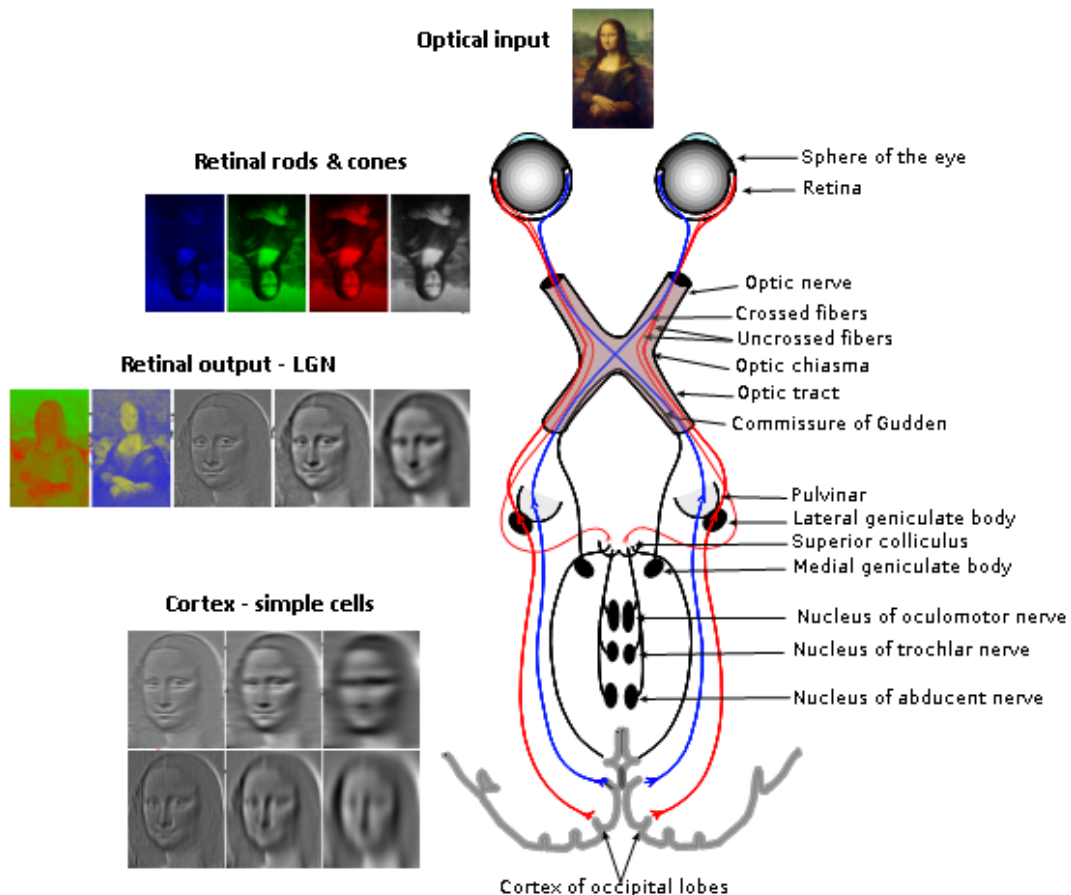 Optical input
Retinal rods & cones
Sphere of the eye
Retina
Optic nerve
Crossed fibers
Uncrossed fibers
Optic chiasma
Optic tract
Commissure of Gudden
Retinal output - LGN
Pulvinar
Lateral geniculate body
Superior colliculus
Medial geniculate body
Cortex - simple cells
Nucleus of oculomotor nerve
Nucleus of trochlar nerve
Nucleus of abducent nerve
Cortex of occipital lobes